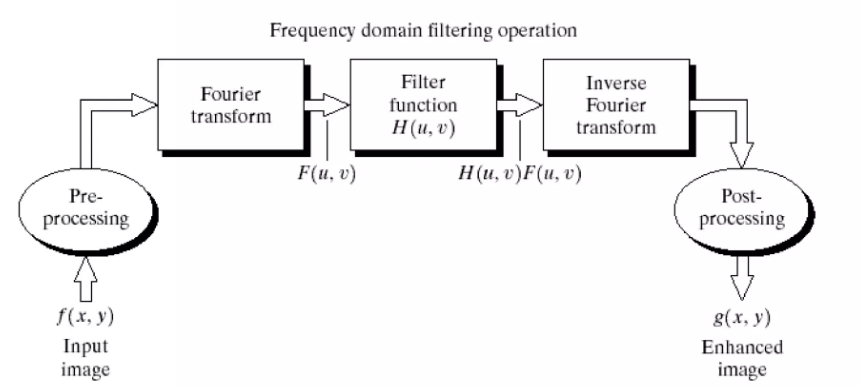 Frequency domain filtering operation
Fourier
transform
Filter
function
H(u, v)
Inverse
Fourier
transform
F(u, v)
H(u, v)F(u, v)
Pre-
processing
Post-
processing
f(x, y)
Input
image
g(x, y)
Enhanced
image